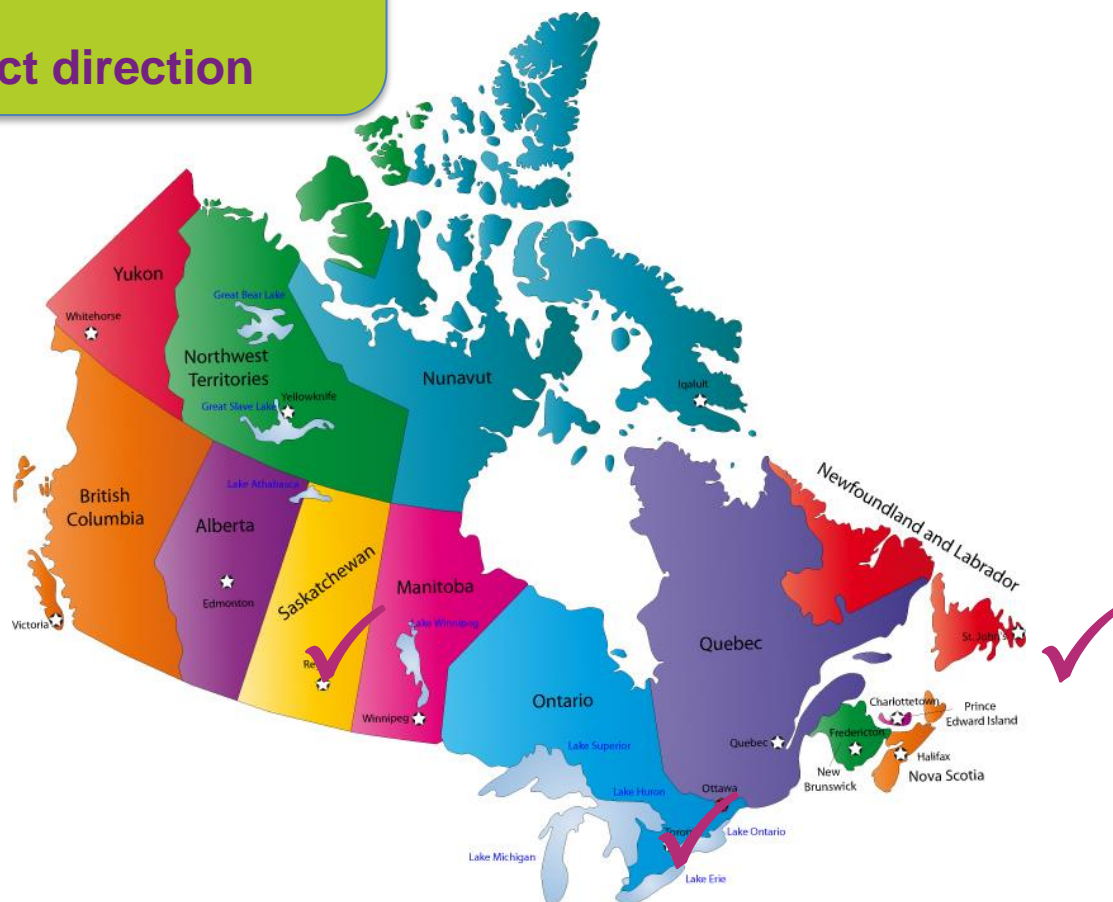 ct direction
Yukon
Whitehorse
Great Bear Lake
Northwest
Territories
Yellowknife
Great Slave Lake
Nunavut
Iqaluit
Lake Athabasca
British
Columbia
Alberta
Edmonton
Saskatchewan
Manitoba
Lake Winnipeg
Newfoundland and Labrador
Victoria
Quebec
St. John's
Winnipeg
Ontario
Charlottetown
Prince
Edward Island
Quebec
Fredericton
Halifax
New
Brunswick
Nova Scotia
Lake Superior
Lake Huron
Ottawa
Lake Ontario
Lake Michigan
Lake Erie